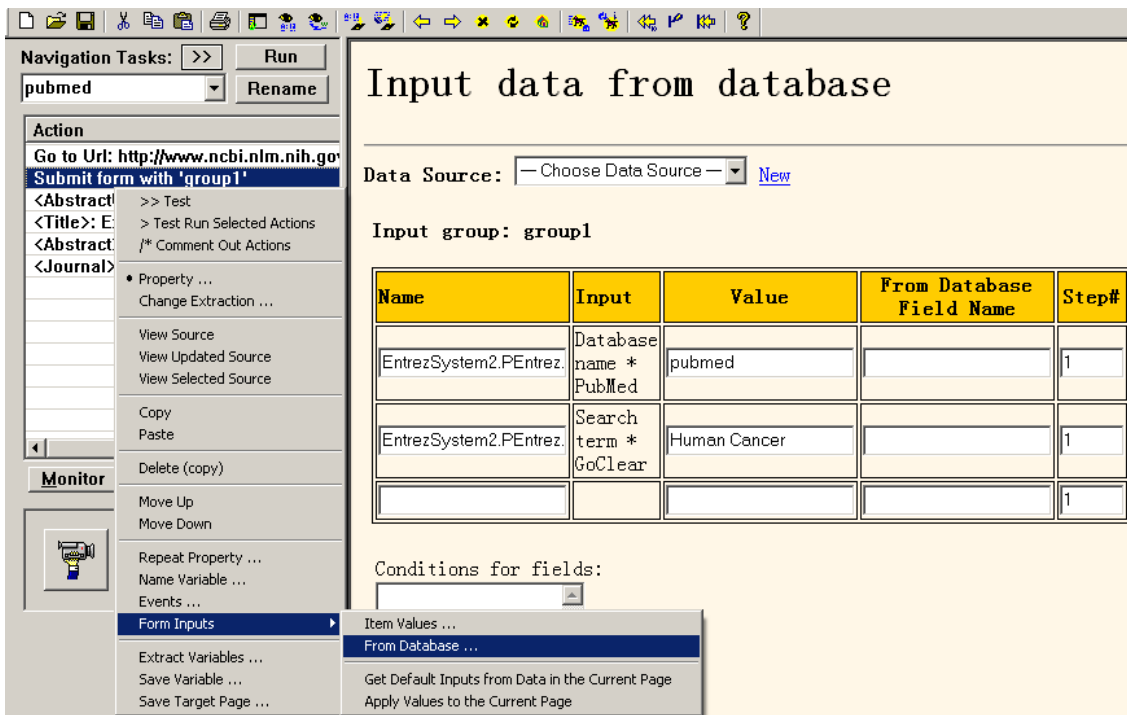 Navigation Tasks: >> Run
pubmed Rename
Action
Go to Url: http://www.ncbi.nlm.nih.gov
Submit form with 'group1'
<Abstract
<Title>: E
<Abstract
<Journal>
Monitor
>> Test
> Test Run Selected Actions
/* Comment Out Actions
• Property ...
Change Extraction ...
View Source
View Updated Source
View Selected Source
Copy
Paste
Delete (copy)
Move Up
Move Down
Repeat Property ...
Name Variable ...
Events ...
Form Inputs
Extract Variables ...
Save Variable ...
Save Target Page ...
Item Values ...
From Database ...
Get Default Inputs from Data in the Current Page
Apply Values to the Current Page
Input data from database
Data Source: — Choose Data Source — New
Input group: group1
Name Input Value From Database Field Name Step#
EntrezSystem2.PEntrez. Database name * PubMed pubmed 1
EntrezSystem2.PEntrez. Search term * GoClear Human Cancer 1
1
Conditions for fields: